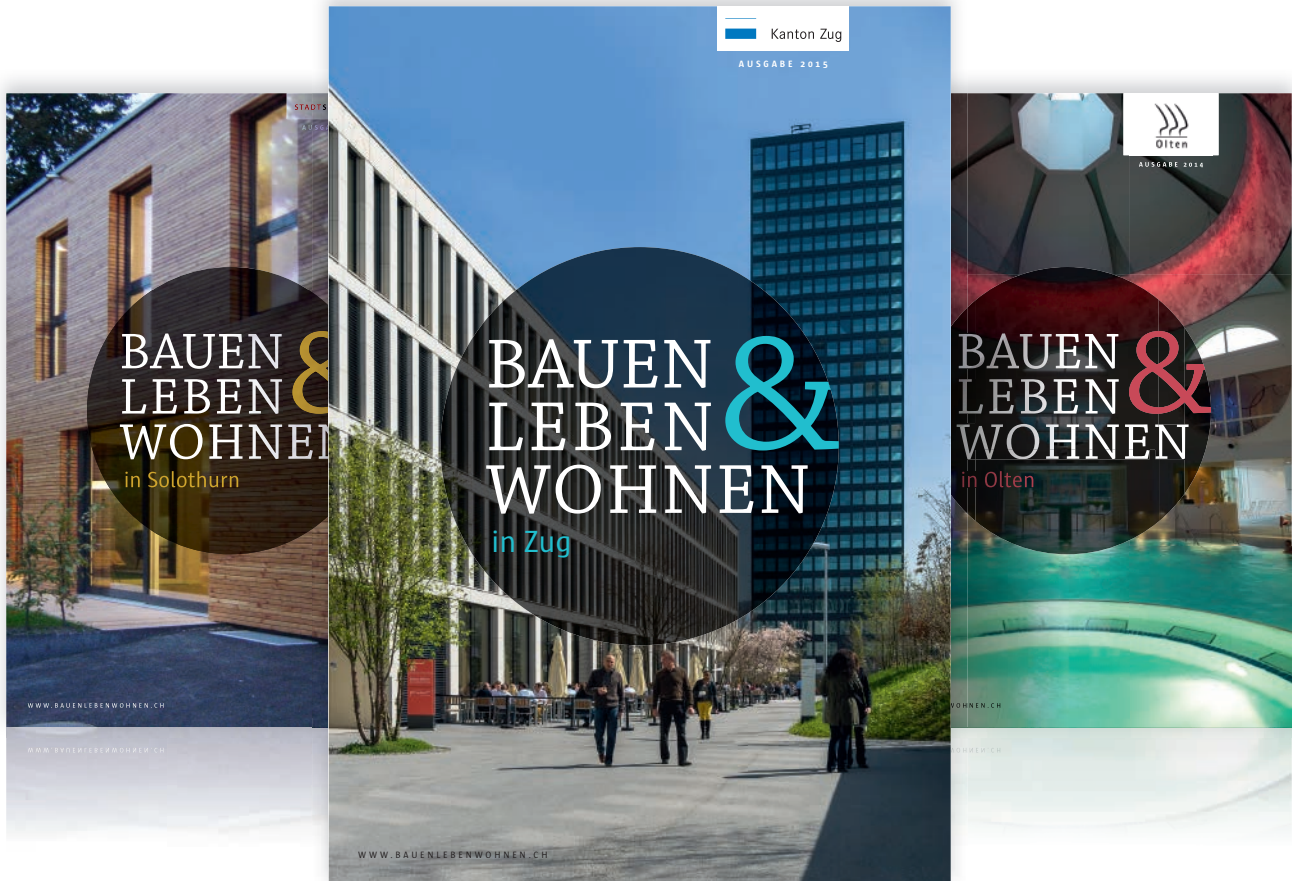 STADTS
BAUEN
LEBEN &
WOHNEN
in Solothurn
WWW.BAUENLEBENWOHNEN.CH
Kanton Zug
AUSGABE 2015
BAUEN
LEBEN &
WOHNEN
in Zug
WWW.BAUENLEBENWOHNEN.CH
Olten
AUSGABE 2014
BAUEN
LEBEN &
WOHNEN
in Olten
WOHNEN.CH